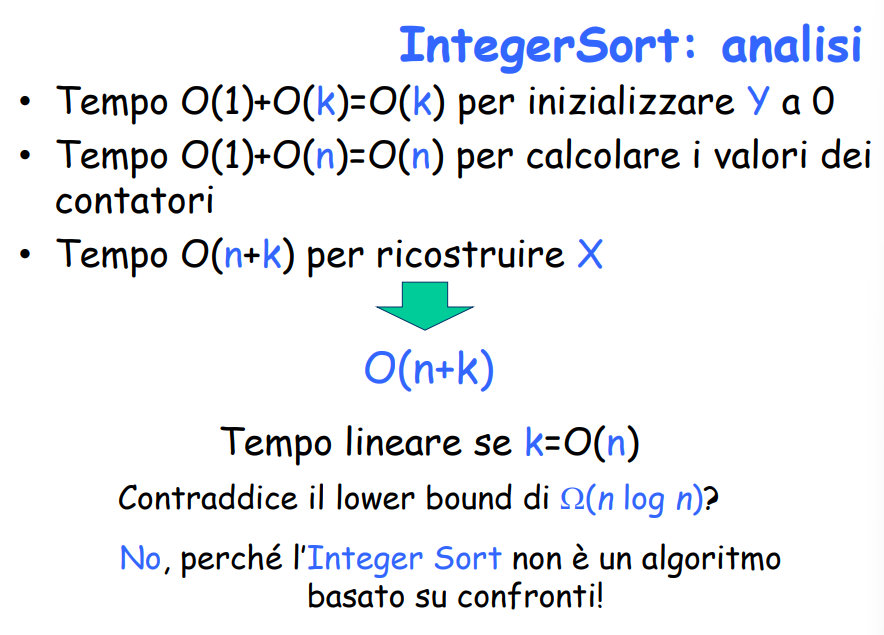 IntegerSort: analisi
• Tempo O(1)+O(k)=O(k) per inizializzare Y a 0
• Tempo O(1)+O(n)=O(n) per calcolare i valori dei
contatori
• Tempo O(n+k) per ricostruire X
O(n+k)
Tempo lineare se k=O(n)
Contraddice il lower bound di Ω(n log n)?
No, perché l’Integer Sort non è un algoritmo
basato su confronti!